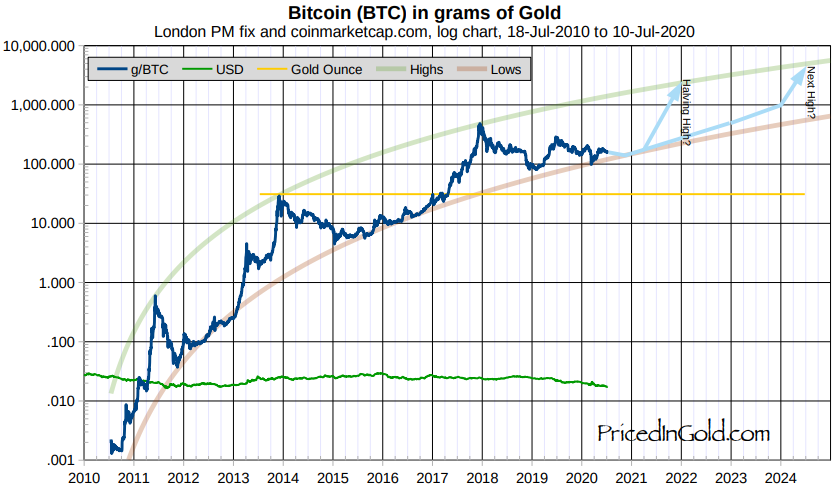 Bitcoin (BTC) in grams of Gold
London PM fix and coinmarketcap.com, log chart, 18-Jul-2010 to 10-Jul-2020
10,000.000
g/BTC USD Gold Ounce Highs Lows
1,000.000
100.000
10.000
1.000
.100
.010
.001
Halving High?
Next High?
PricedInGold.com
2010 2011 2012 2013 2014 2015 2016 2017 2018 2019 2020 2021 2022 2023 2024